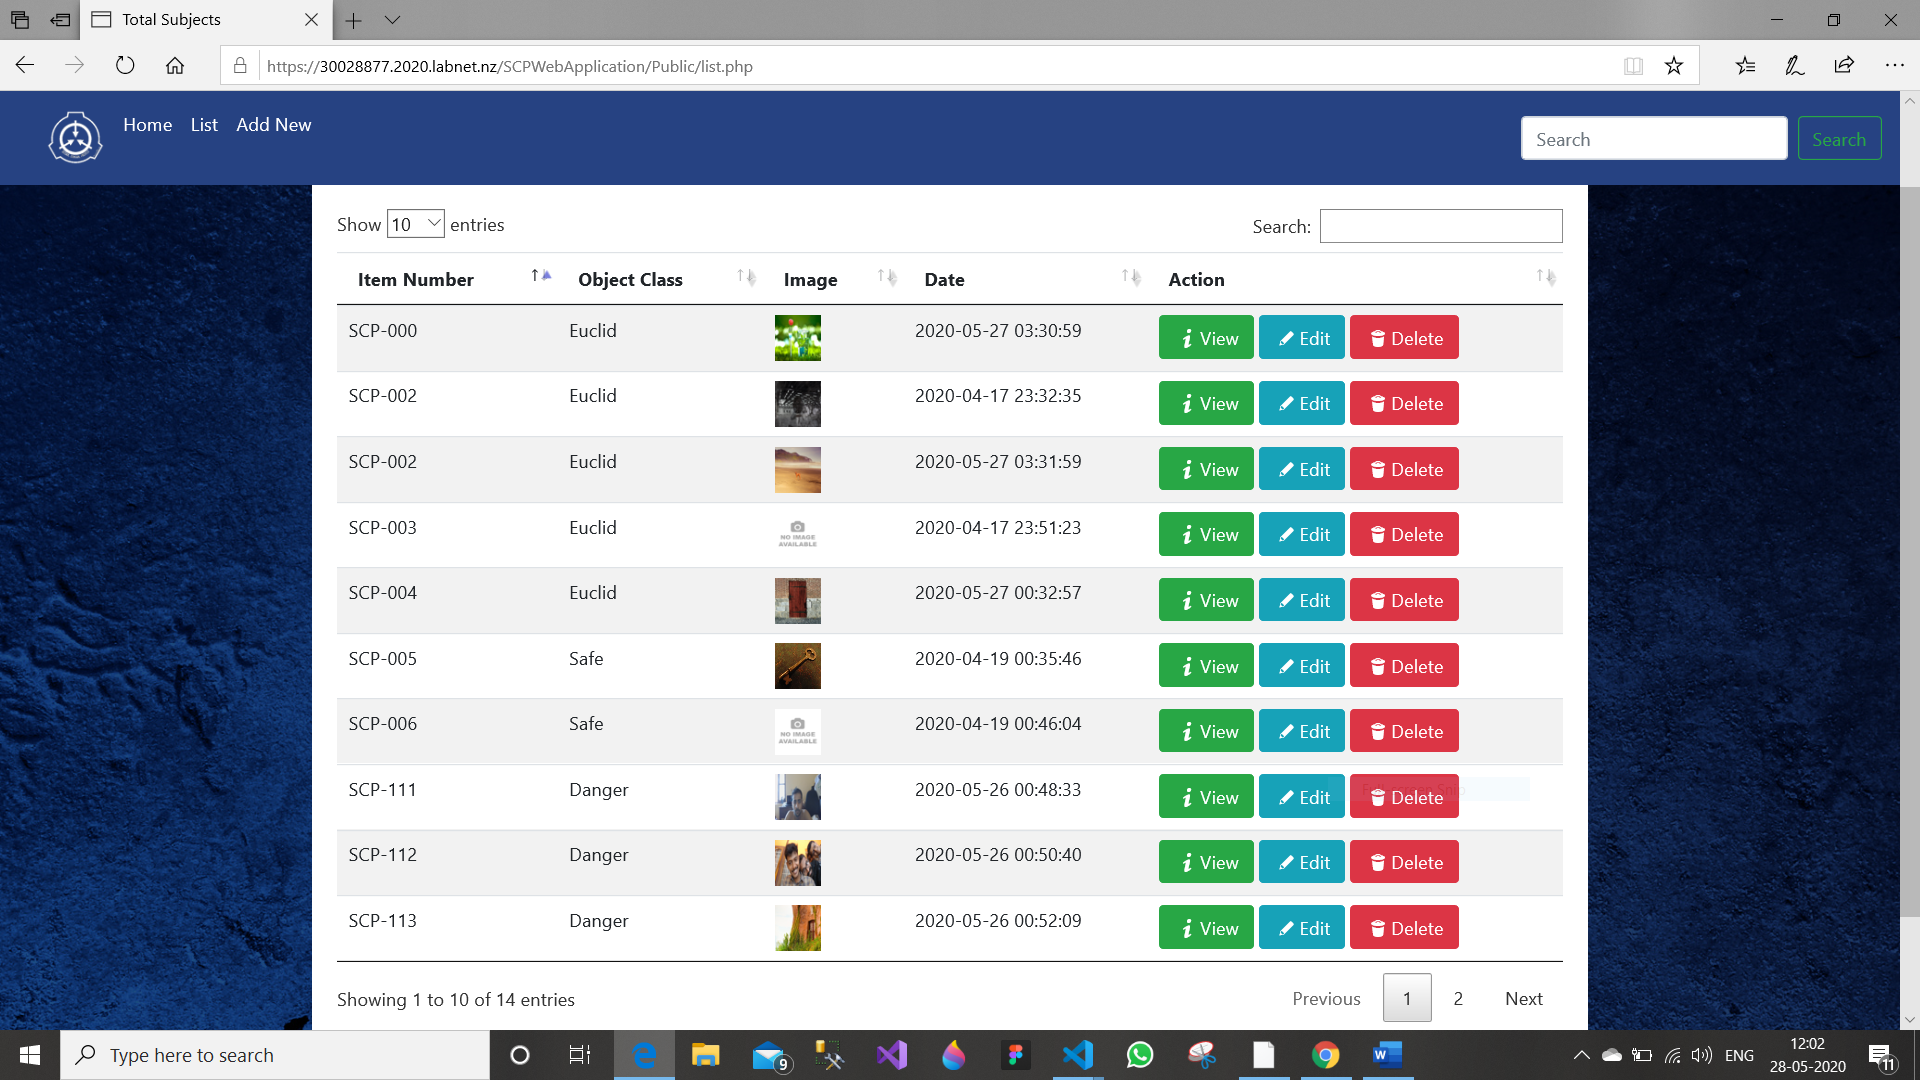 Total Subjects
https://30028877.2020.labnet.nz/SCPWebApplication/Public/list.php
Home List Add New Search Search
Show 10 entries Search:
Item Number Object Class Image Date Action
SCP-000 Euclid 2020-05-27 03:30:59 View Edit Delete
SCP-002 Euclid 2020-04-17 23:32:35 View Edit Delete
SCP-002 Euclid 2020-05-27 03:31:59 View Edit Delete
SCP-003 Euclid NO IMAGE AVAILABLE 2020-04-17 23:51:23 View Edit Delete
SCP-004 Euclid 2020-05-27 00:32:57 View Edit Delete
SCP-005 Safe 2020-04-19 00:35:46 View Edit Delete
SCP-006 Safe NO IMAGE AVAILABLE 2020-04-19 00:46:04 View Edit Delete
SCP-111 Danger 2020-05-26 00:48:33 View Edit Delete
SCP-112 Danger 2020-05-26 00:50:40 View Edit Delete
SCP-113 Danger 2020-05-26 00:52:09 View Edit Delete
Showing 1 to 10 of 14 entries Previous 1 2 Next
Type here to search 9 ENG 12:02 28-05-2020 11